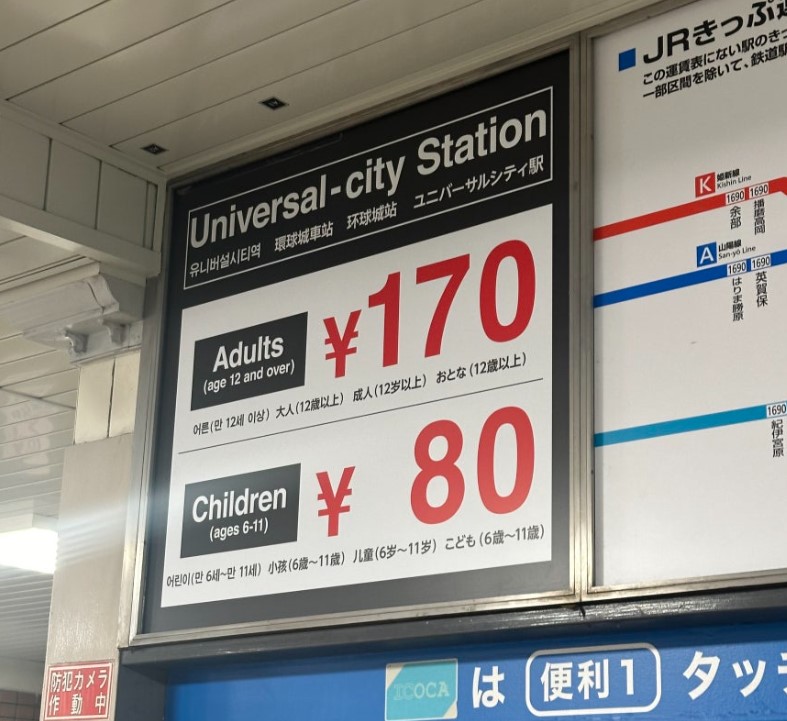 Universal-city Station
유니버설시티역 環球城車站 环球城站 ユニバーサルシティ駅
Adults
(age 12 and over)
¥170
어른(만 12세 이상) 大人(12歳以上) 成人(12岁以上) おとな(12歳以上)
Children
(ages 6-11)
¥ 80
어린이(만 6세~만 11세) 小孩(6歲~11歲) 儿童(6岁~11岁) こども(6歳~11歳)
JRきっぷ
この運賃表にない駅のきっ
一部区間を除いて、鉄道駅
K 姫新線
Kishin Line
1690 1690
余部 播磨高岡
A 山陽線
San-yō Line
1690 1690
はりま勝原 英賀保
1690
紀伊宮原
防犯カメラ
作動中
ICOCA は 便利1 タッチ